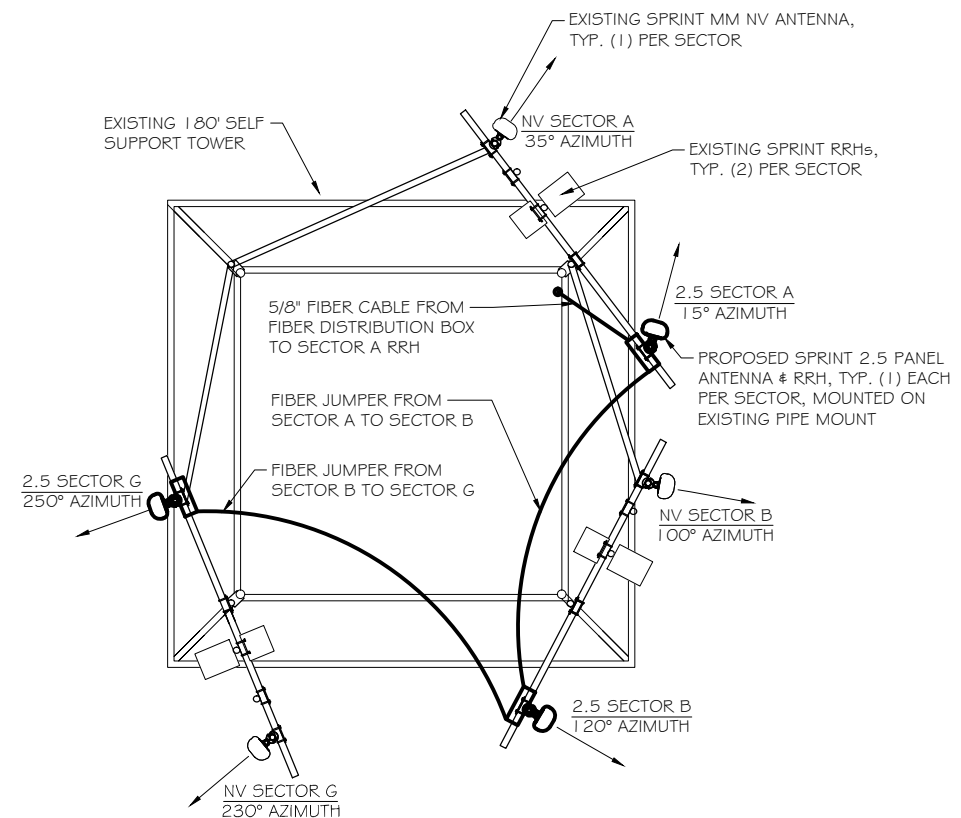 EXISTING SPRINT MM NV ANTENNA,
TYP. (1) PER SECTOR
EXISTING 180' SELF
SUPPORT TOWER
NV SECTOR A
35° AZIMUTH
EXISTING SPRINT RRHs,
TYP. (2) PER SECTOR
5/8" FIBER CABLE FROM
FIBER DISTRIBUTION BOX
TO SECTOR A RRH
2.5 SECTOR A
15° AZIMUTH
PROPOSED SPRINT 2.5 PANEL
ANTENNA & RRH, TYP. (1) EACH
PER SECTOR, MOUNTED ON
EXISTING PIPE MOUNT
FIBER JUMPER FROM
SECTOR A TO SECTOR B
FIBER JUMPER FROM
SECTOR B TO SECTOR G
2.5 SECTOR G
250° AZIMUTH
NV SECTOR B
100° AZIMUTH
2.5 SECTOR B
120° AZIMUTH
NV SECTOR G
230° AZIMUTH